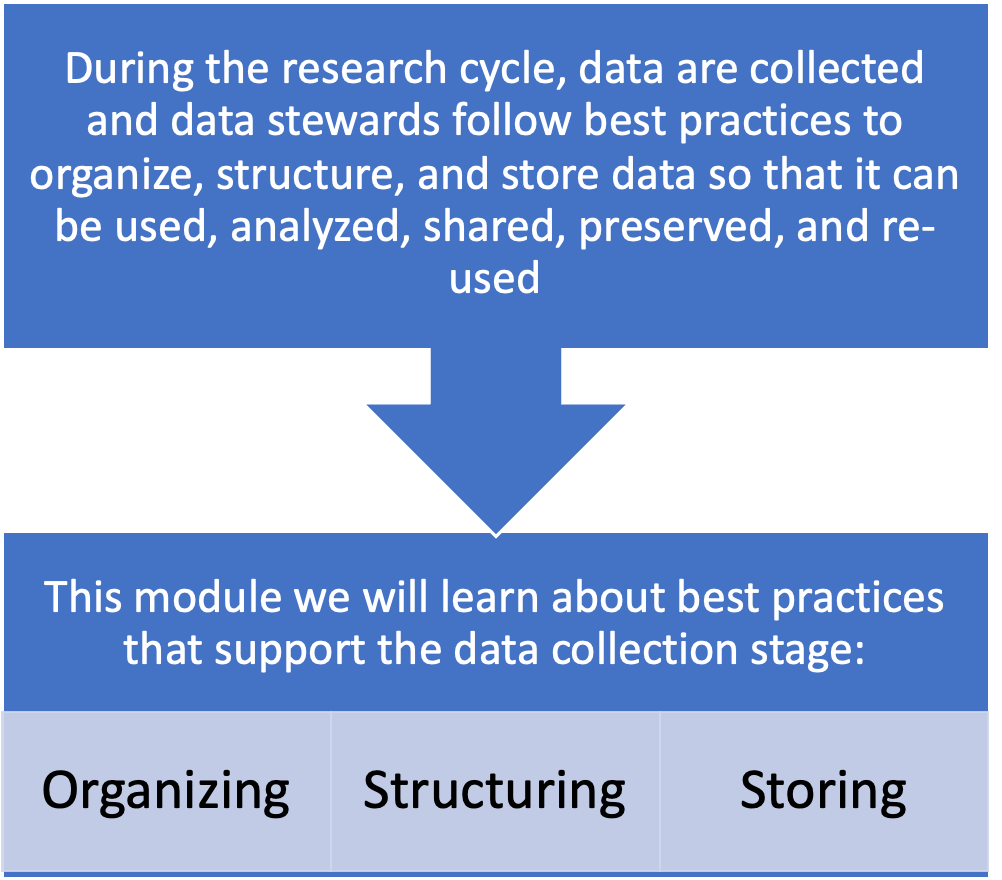 During the research cycle, data are collected
and data stewards follow best practices to
organize, structure, and store data so that it can
be used, analyzed, shared, preserved, and re-
used
This module we will learn about best practices
that support the data collection stage:
Organizing Structuring Storing